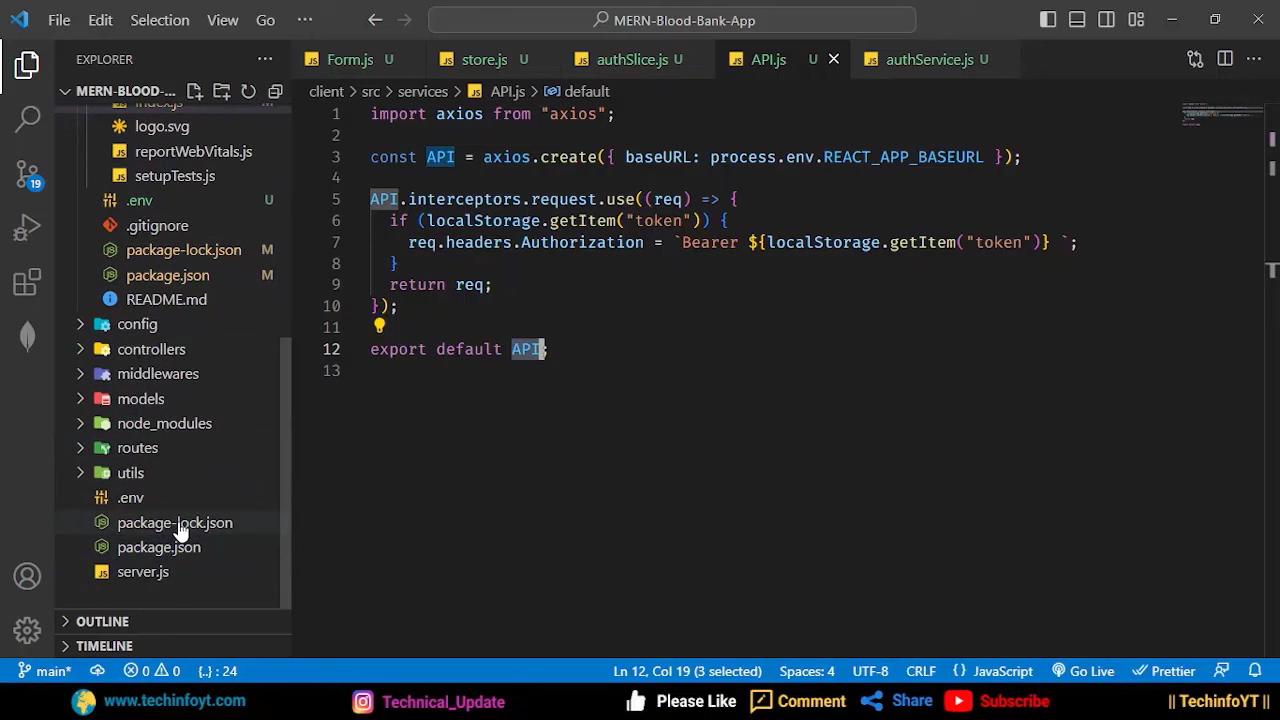 File Edit Selection View Go ··· MERN-Blood-Bank-App
EXPLORER ···
Form.js U store.js U authSlice.js U API.js U authService.js U
MERN-BLOOD-...
client > src > services > API.js > default
index.js
logo.svg
reportWebVitals.js
setupTests.js
.env U
.gitignore
package-lock.json M
package.json M
README.md
config
controllers
middlewares
models
node_modules
routes
utils
.env
package-lock.json
package.json
server.js
OUTLINE
TIMELINE
19
1 import axios from "axios";
2
3 const API = axios.create({ baseURL: process.env.REACT_APP_BASEURL });
4
5 API.interceptors.request.use((req) => {
6 if (localStorage.getItem("token")) {
7 req.headers.Authorization = `Bearer ${localStorage.getItem("token")} `;
8 }
9 return req;
10 });
11
12 export default API;
13
main* 0 0 {..} : 24 Ln 12, Col 19 (3 selected) Spaces: 4 UTF-8 CRLF {} JavaScript Go Live Prettier
www.techinfoyt.com Technical_Update Please Like Comment Share Subscribe || TechinfoYT ||